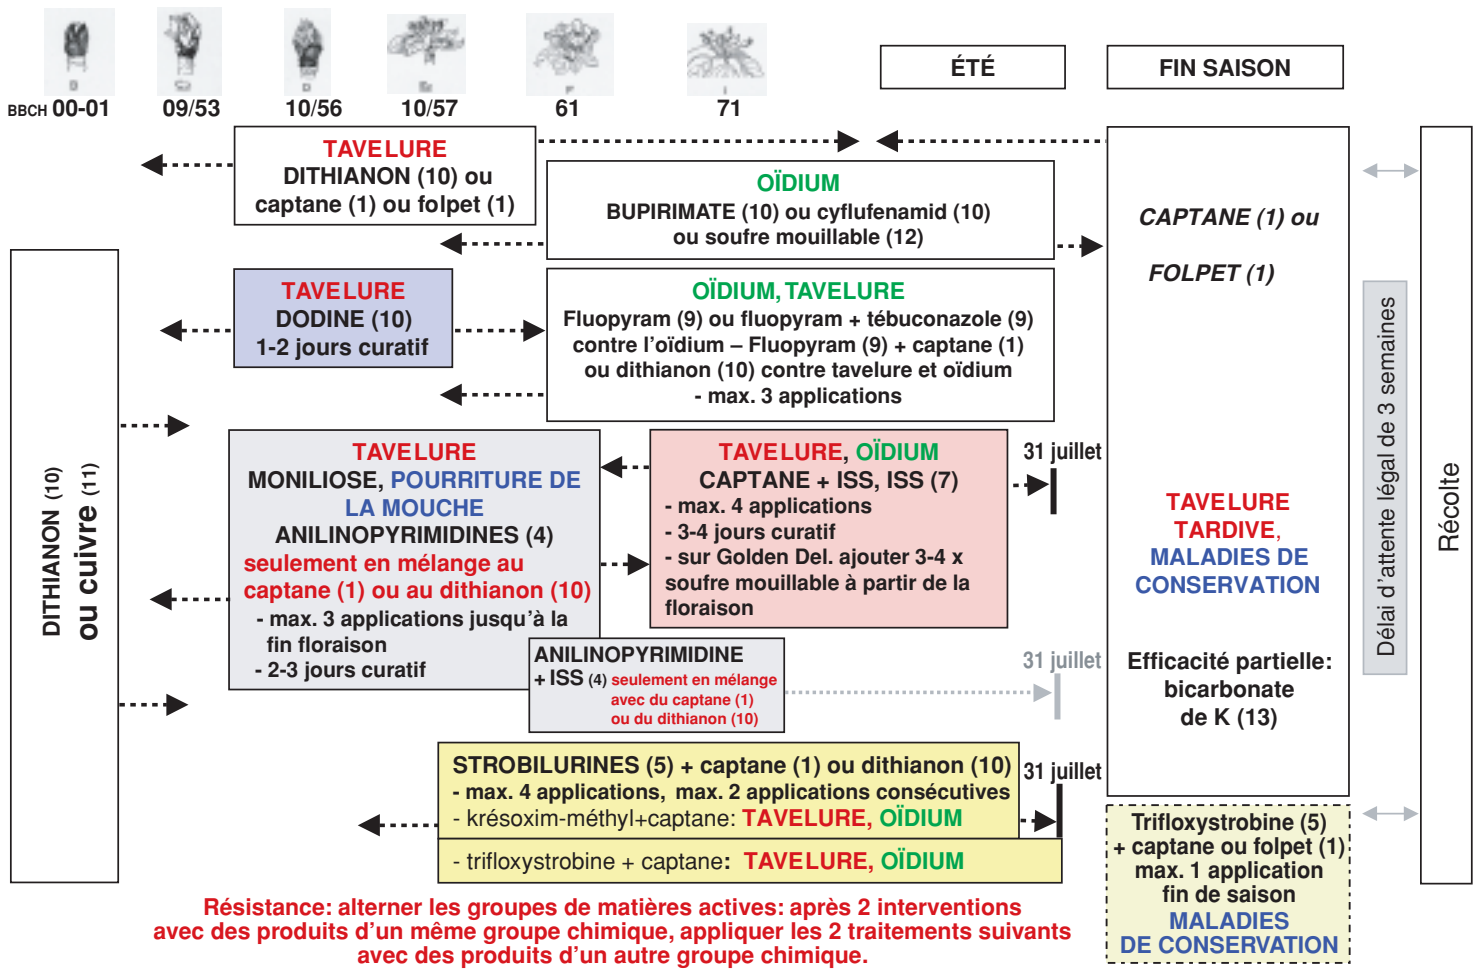 BBCH 00-01
09/53
10/56
10/57
61
71
ÉTÉ
FIN SAISON
TAVELURE
DITHIANON (10) ou
captane (1) ou folpet (1)
OÏDIUM
BUPIRIMATE (10) ou cyflufenamid (10)
ou soufre mouillable (12)
DITHIANON (10)
ou cuivre (11)
TAVELURE
DODINE (10)
1-2 jours curatif
OÏDIUM, TAVELURE
Fluopyram (9) ou fluopyram + tébuconazole (9)
contre l'oïdium – Fluopyram (9) + captane (1)
ou dithianon (10) contre tavelure et oïdium
- max. 3 applications
TAVELURE
MONILIOSE, POURRITURE DE
LA MOUCHE
ANILINOPYRIMIDINES (4)
seulement en mélange au
captane (1) ou au dithianon (10)
- max. 3 applications jusqu'à la
fin floraison
- 2-3 jours curatif
TAVELURE, OÏDIUM
CAPTANE + ISS, ISS (7)
- max. 4 applications
- 3-4 jours curatif
- sur Golden Del. ajouter 3-4 x
soufre mouillable à partir de la
floraison
31 juillet
ANILINOPYRIMIDINE
+ ISS (4) seulement en mélange
avec du captane (1)
ou du dithianon (10)
31 juillet
STROBILURINES (5) + captane (1) ou dithianon (10)
- max. 4 applications, max. 2 applications consécutives
- krésoxim-méthyl+captane: TAVELURE, OÏDIUM
- trifloxystrobine + captane: TAVELURE, OÏDIUM
31 juillet
CAPTANE (1) ou
FOLPET (1)
TAVELURE
TARDIVE,
MALADIES DE
CONSERVATION
Efficacité partielle:
bicarbonate
de K (13)
Trifloxystrobine (5)
+ captane ou folpet (1)
max. 1 application
fin de saison
MALADIES
DE CONSERVATION
Délai d'attente légal de 3 semaines
Récolte
Résistance: alterner les groupes de matières actives: après 2 interventions
avec des produits d'un même groupe chimique, appliquer les 2 traitements suivants
avec des produits d'un autre groupe chimique.